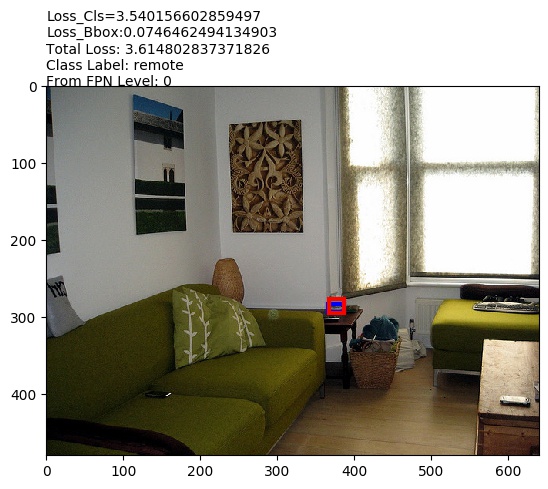 Loss_Cls=3.540156602859497
Loss_Bbox:0.0746462494134903
Total Loss: 3.614802837371826
Class Label: remote
From FPN Level: 0
0
100
200
300
400
0 100 200 300 400 500 600